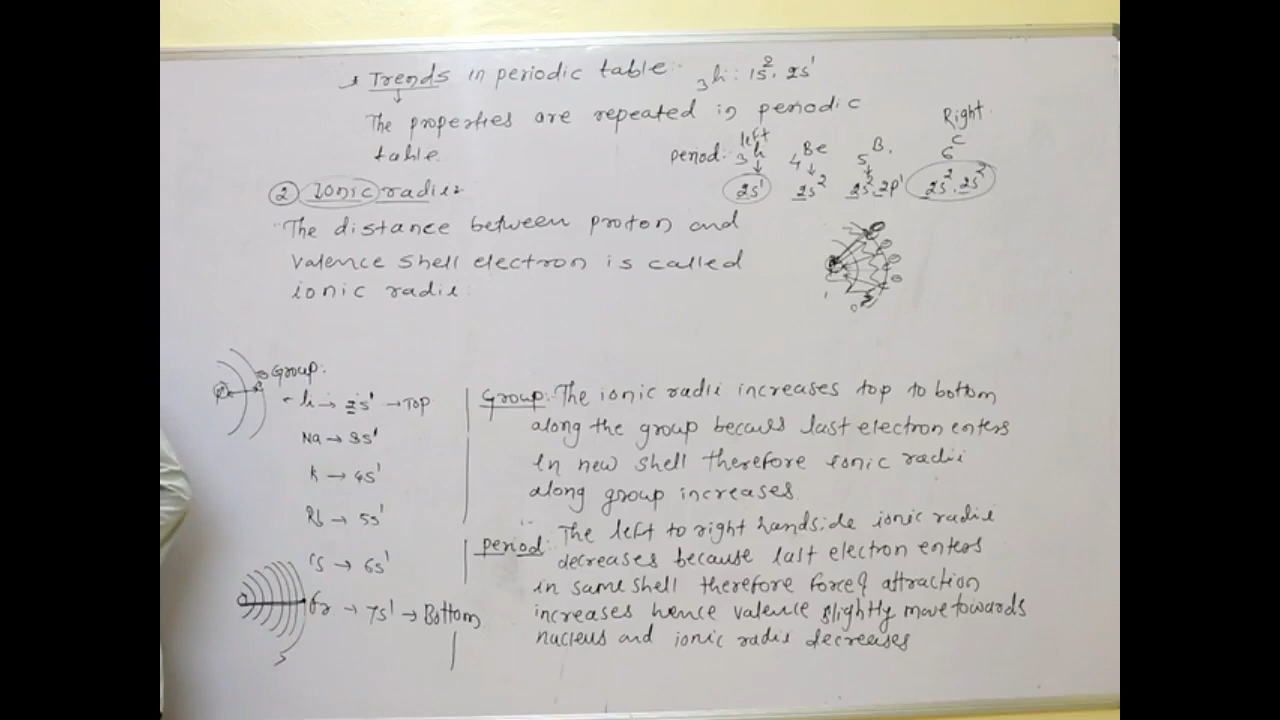 Trends in periodic table: ₃Li: 1s². 2s¹
The properties are repeated in periodic
table
Right
left
period: ₃Li ₄Be ₅B. ₆C
2s¹ 2s² 2s². 2p¹ 2s². 2s²
② Ionic radii
The distance between proton and
valence shell electron is called
ionic radii
Group:
Li → 2s¹ → Top
Na → 3s¹
K → 4s¹
Rb → 5s¹
Cs → 6s¹
Fr → 7s¹ → Bottom
Group: The ionic radii increases top to bottom
along the group becaus last electron enters
In new shell therefore ionic radii
along group increases
period: The left to right handside ionic radii
decreases because last electron enters
in same shell therefore force of attraction
increases hence valence slightly move towards
nucleus and ionic radii decreases